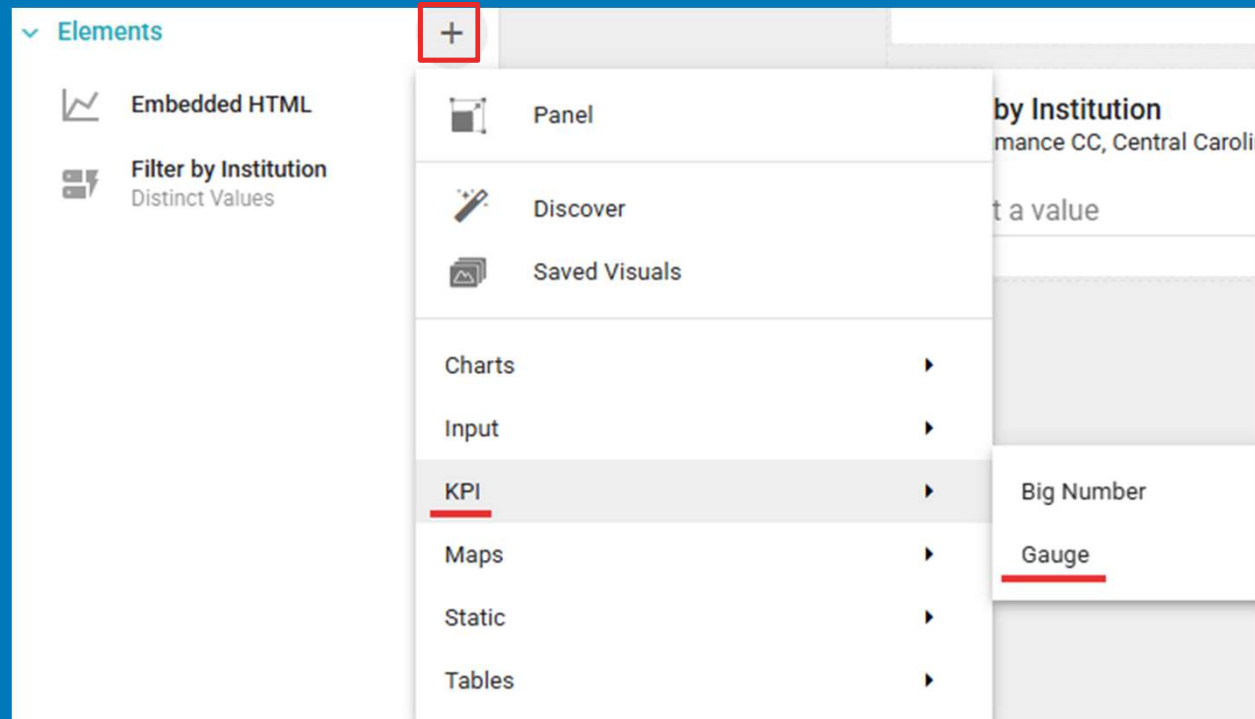 Elements
+
Embedded HTML
Filter by Institution
Distinct Values
Panel
Discover
Saved Visuals
Charts
Input
KPI
Maps
Static
Tables
Big Number
Gauge
by Institution
mance CC, Central Caroli
t a value